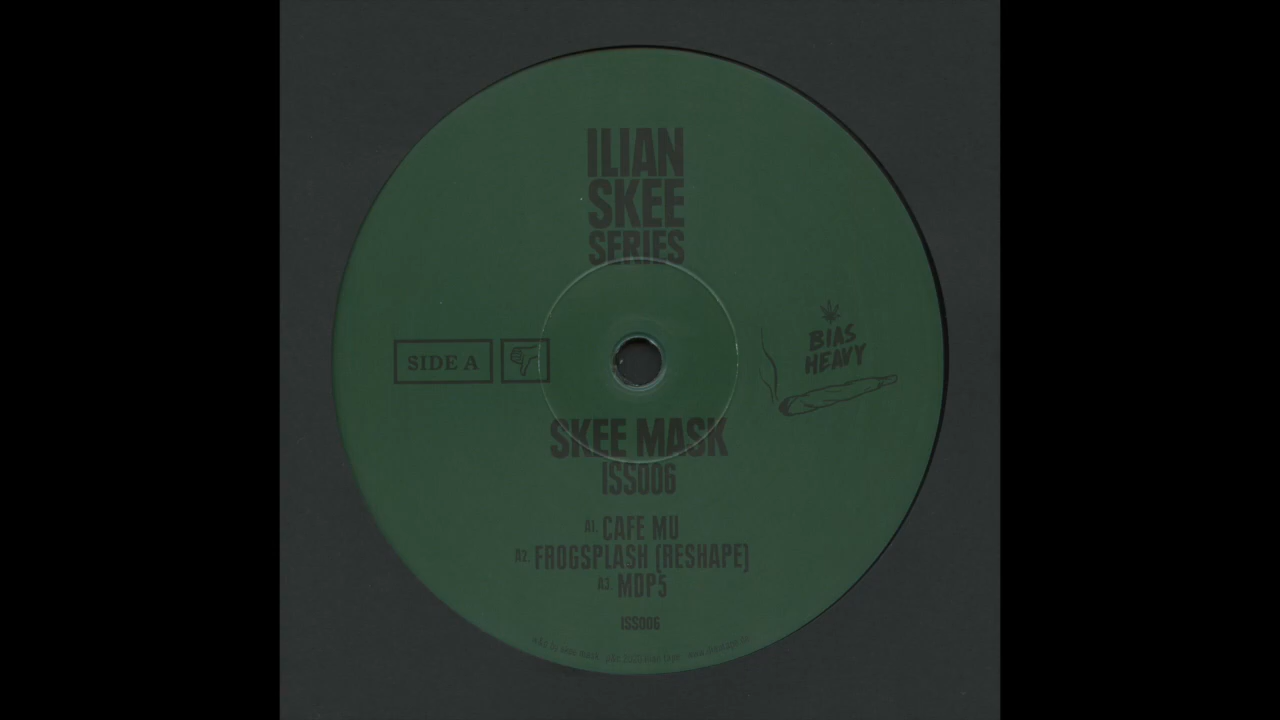 ILIAN
SKEE
SERIES
SIDE A
BIAS
HEAVY
SKEE MASK
ISS006
A1. CAFE MU
A2. FROGSPLASH (RESHAPE)
A3. MDP5
ISS006